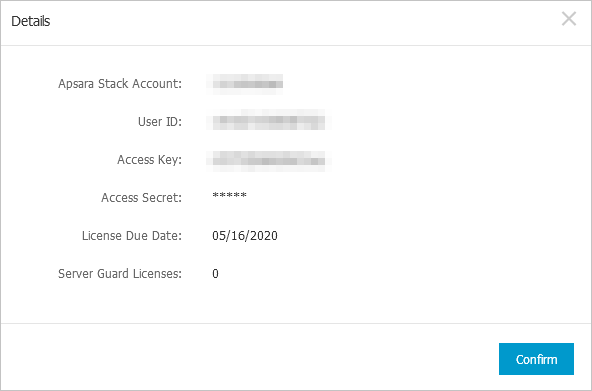 Details
Apsara Stack Account:
User ID:
Access Key:
Access Secret: *****
License Due Date: 05/16/2020
Server Guard Licenses: 0
Confirm